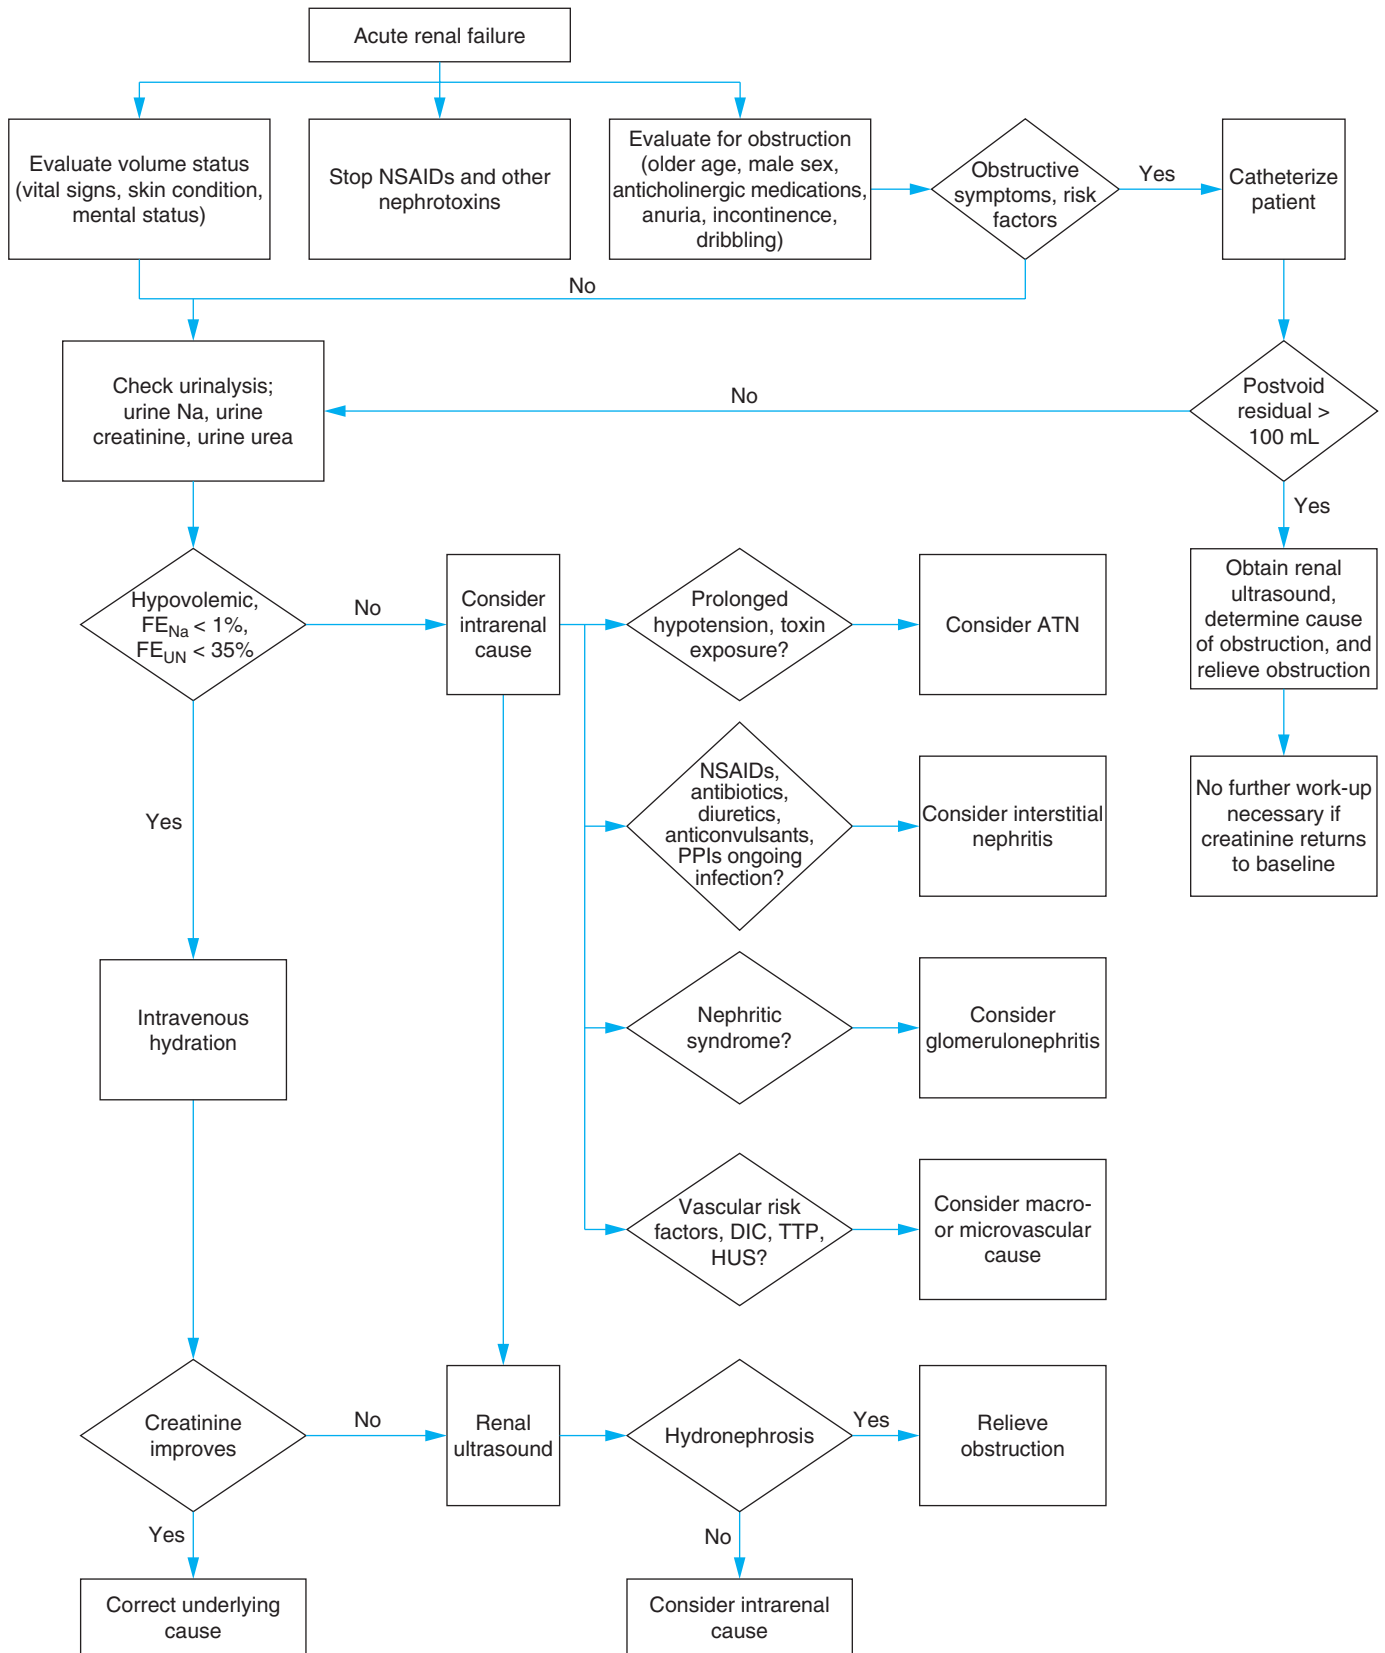 Acute renal failure
Evaluate volume status
(vital signs, skin condition,
mental status)
Stop NSAIDs and other
nephrotoxins
Evaluate for obstruction
(older age, male sex,
anticholinergic medications,
anuria, incontinence,
dribbling)
Obstructive
symptoms, risk
factors
Yes
Catheterize
patient
No
Check urinalysis;
urine Na, urine
creatinine, urine urea
No
Postvoid
residual >
100 mL
Yes
Hypovolemic,
FENa < 1%,
FEUN < 35%
No
Consider
intrarenal
cause
Prolonged
hypotension, toxin
exposure?
Consider ATN
Obtain renal
ultrasound,
determine cause
of obstruction, and
relieve obstruction
Yes
NSAIDs,
antibiotics,
diuretics,
anticonvulsants,
PPIs ongoing
infection?
Consider interstitial
nephritis
No further work-up
necessary if
creatinine returns
to baseline
Intravenous
hydration
Nephritic
syndrome?
Consider
glomerulonephritis
Vascular risk
factors, DIC, TTP,
HUS?
Consider macro-
or microvascular
cause
Creatinine
improves
No
Renal
ultrasound
Hydronephrosis
Yes
Relieve
obstruction
Yes
No
Correct underlying
cause
Consider intrarenal
cause